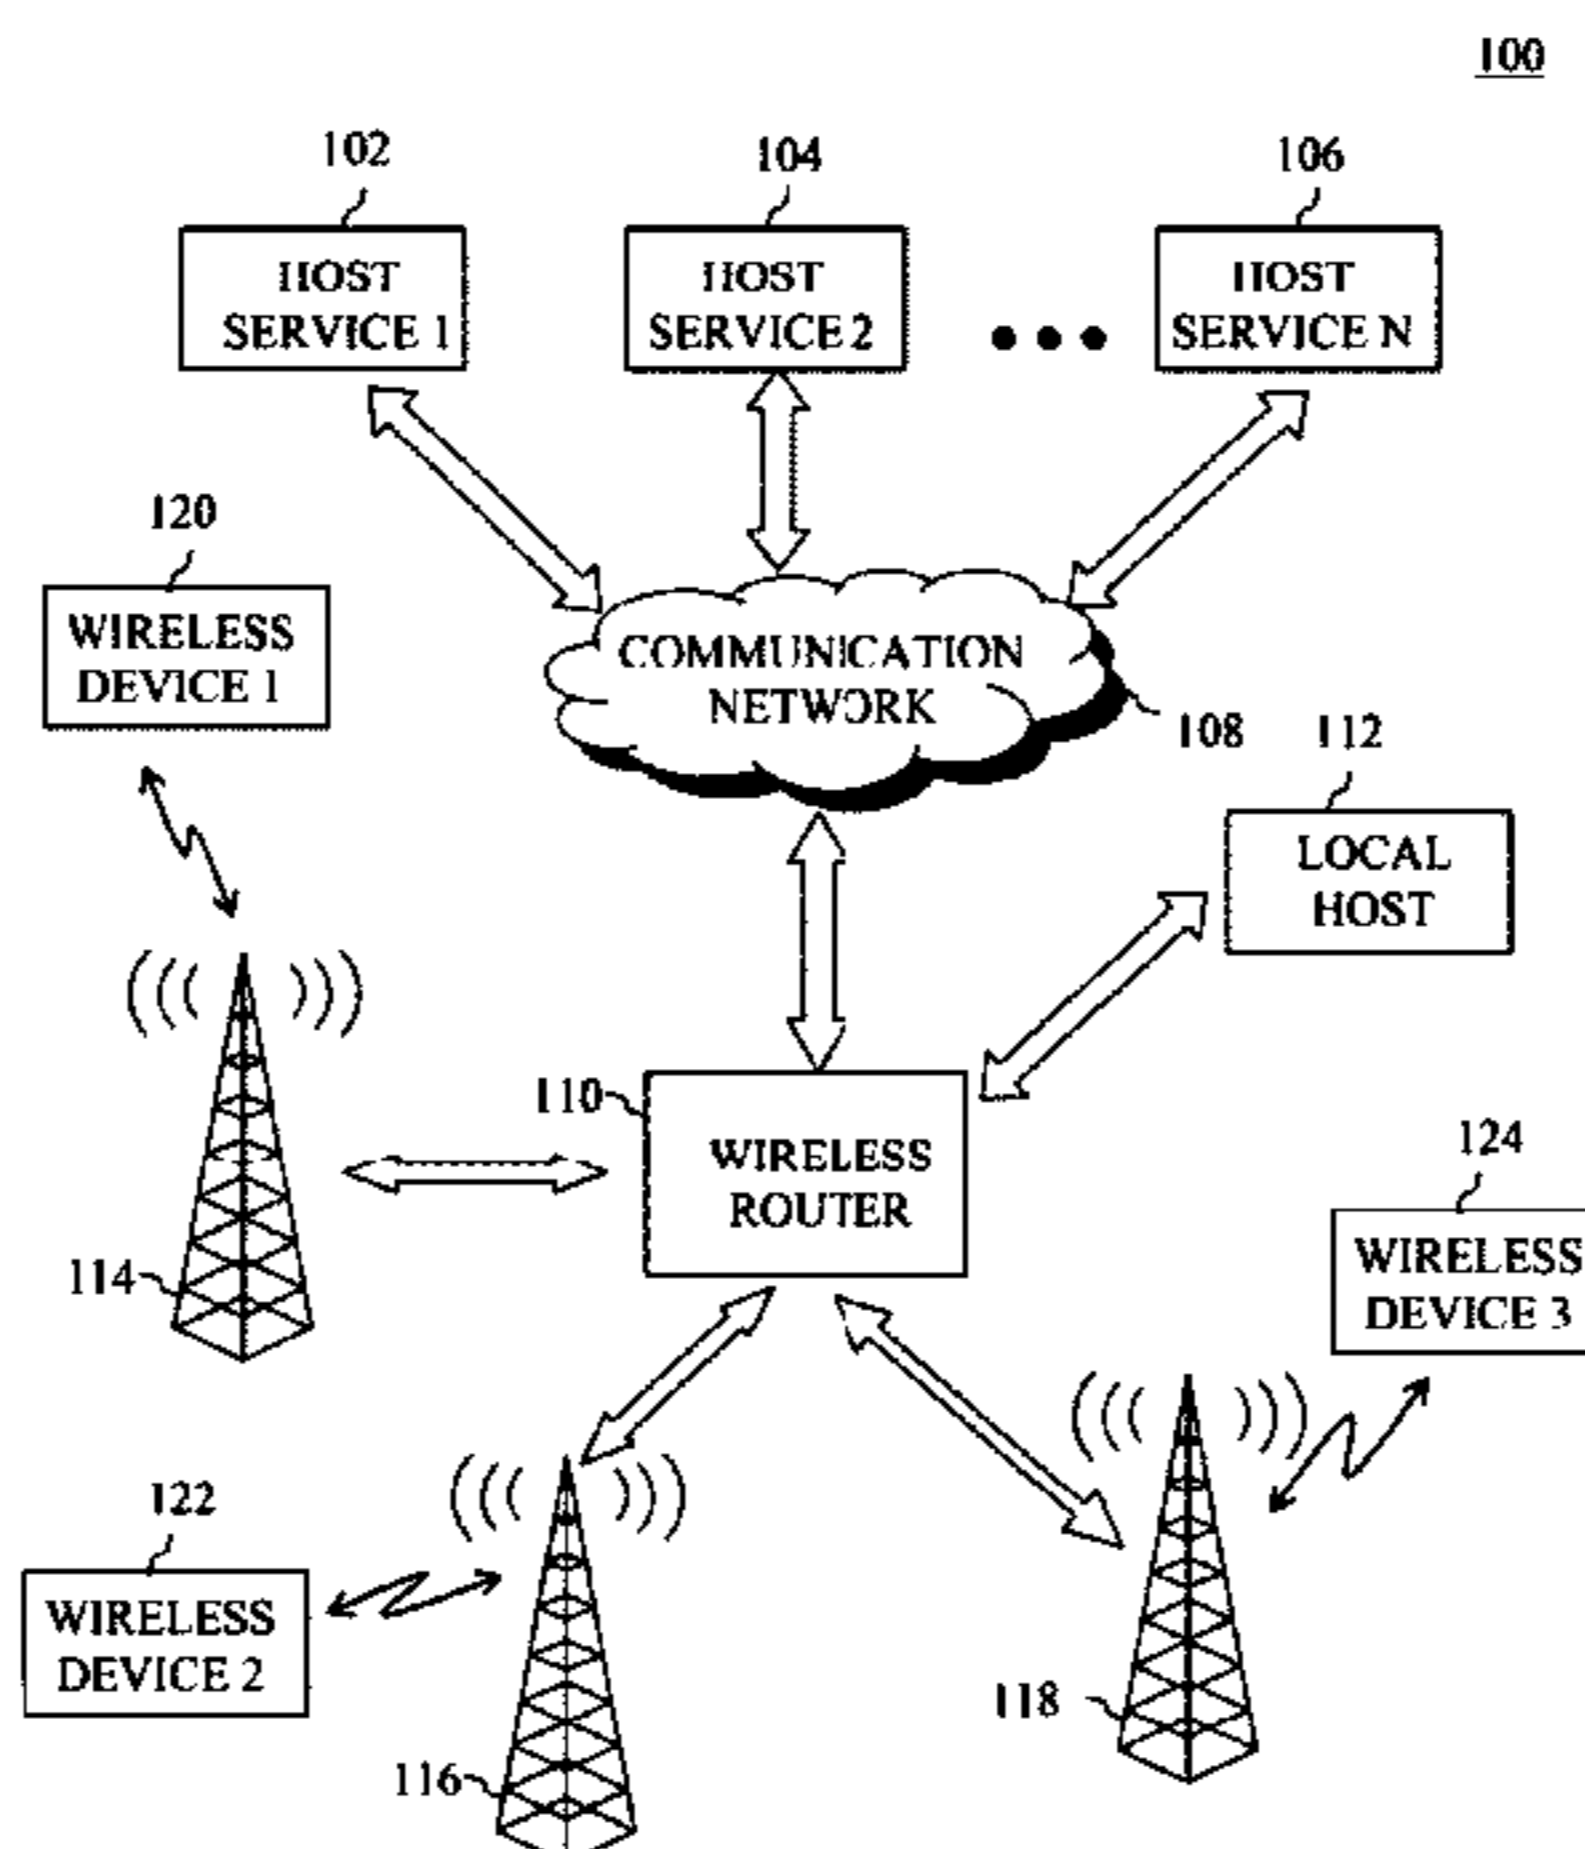 100
102
104
106
HOST
SERVICE 1
HOST
SERVICE 2
HOST
SERVICE N
120
WIRELESS
DEVICE 1
COMMUNICATION
NETWORK
108
112
LOCAL
HOST
110
WIRELESS
ROUTER
114
124
WIRELESS
DEVICE 3
122
WIRELESS
DEVICE 2
116
118